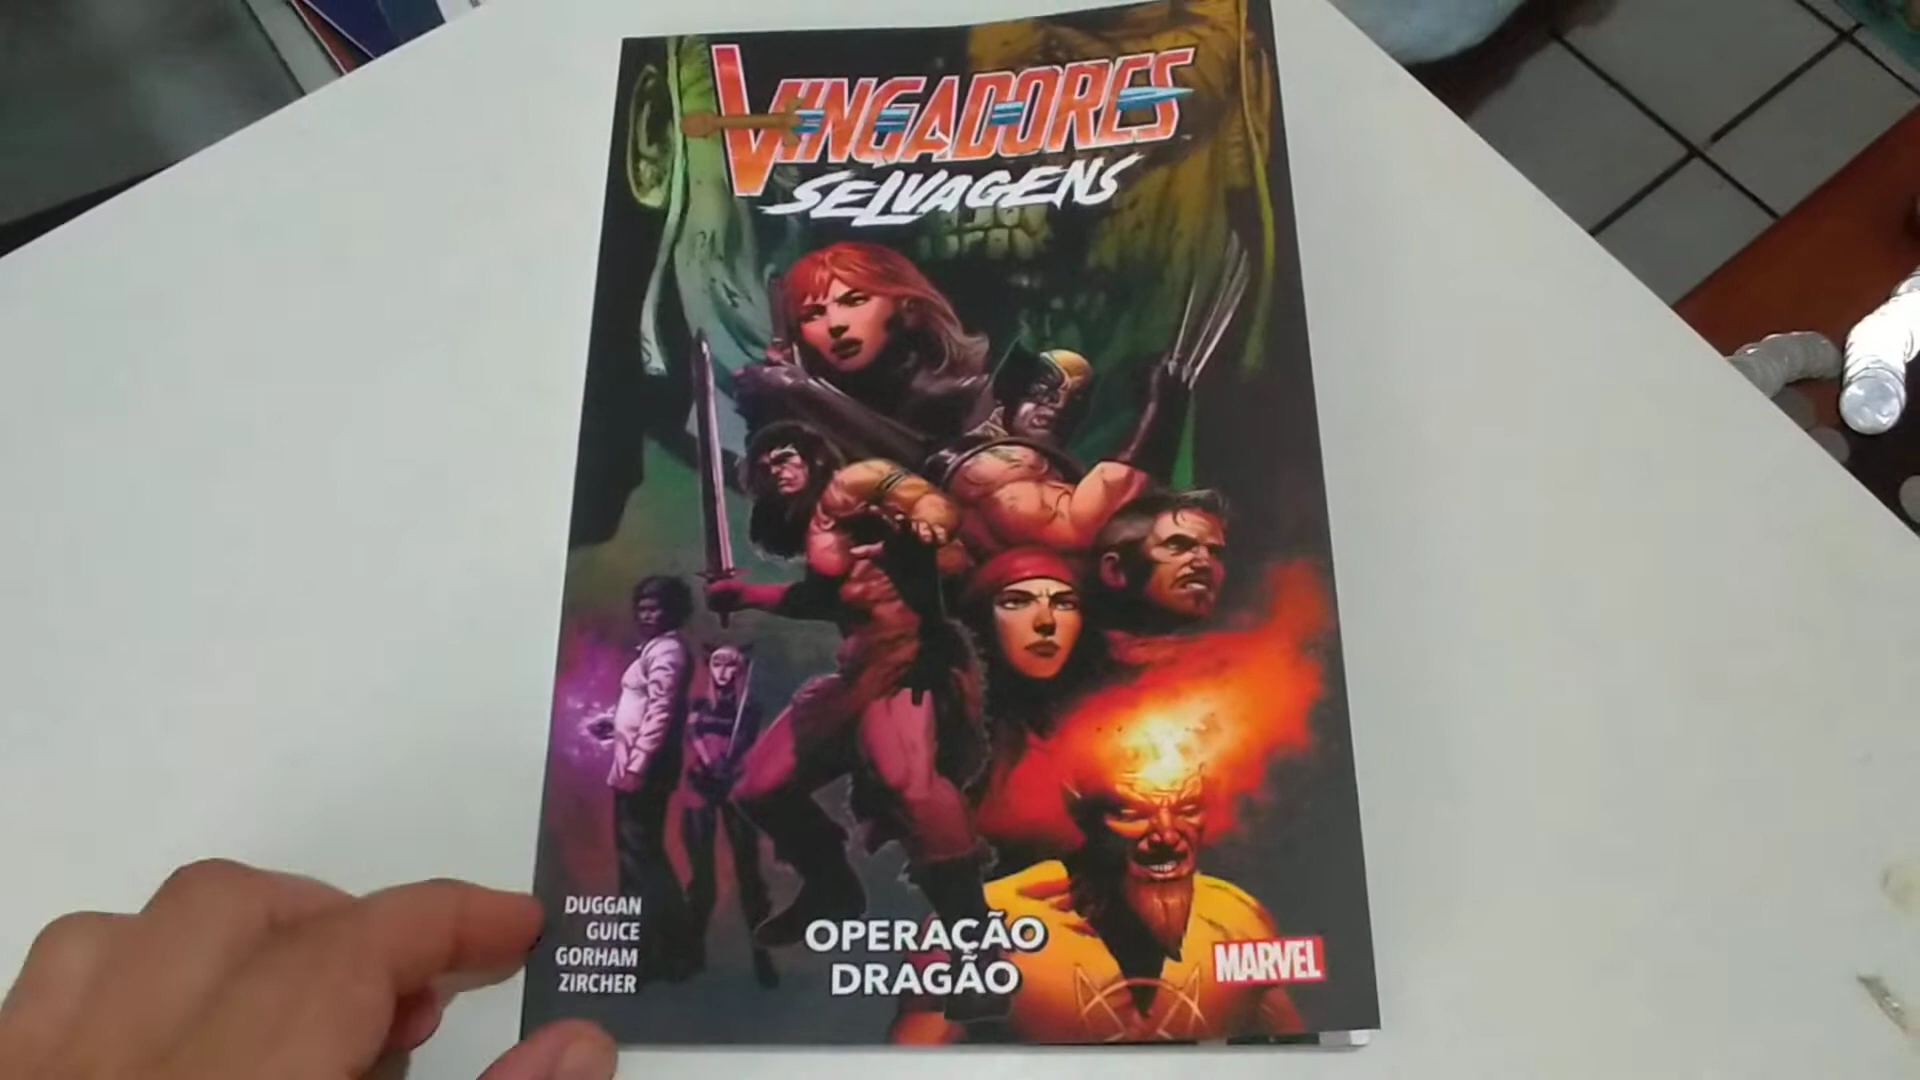 VINGADORES
SELVAGENS
DUGGAN
GUICE
GORHAM
ZIRCHER
OPERAÇÃO
DRAGÃO
MARVEL